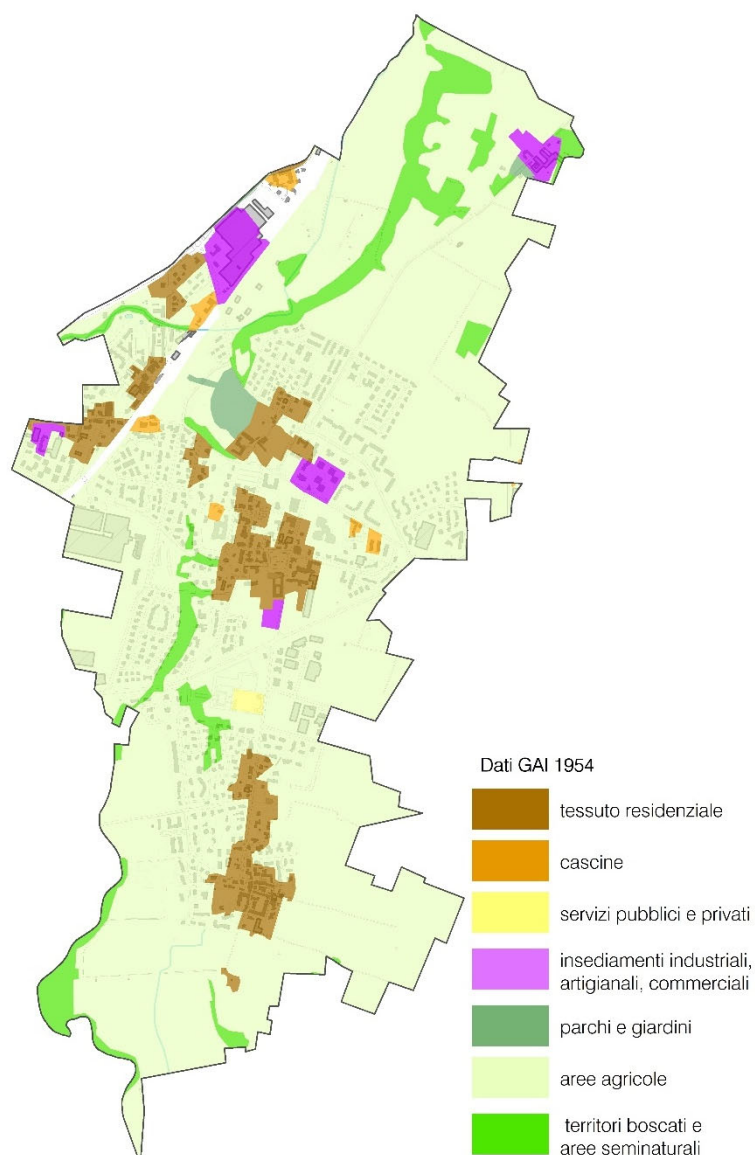 Dati GAI 1954
tessuto residenziale
cascine
servizi pubblici e privati
insediamenti industriali,
artigianali, commerciali
parchi e giardini
aree agricole
territori boscati e
aree seminaturali